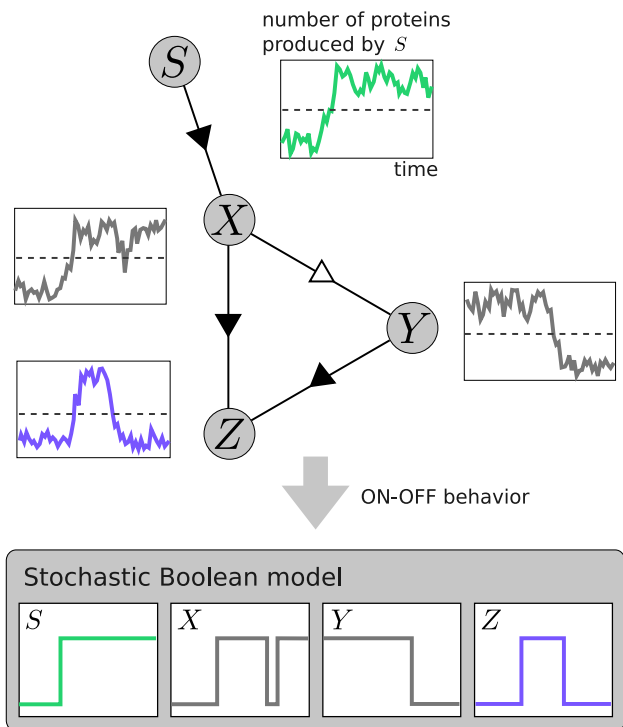 number of proteins
produced by S
S
time
X
Y
Z
ON-OFF behavior
Stochastic Boolean model
S
X
Y
Z